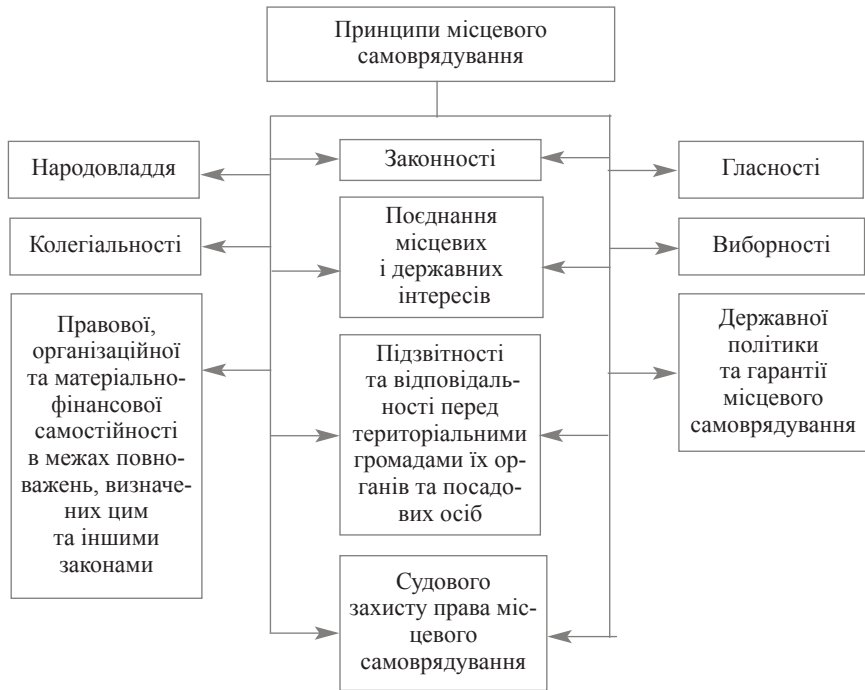 Принципи місцевого
самоврядування
Народовладдя
Законності
Гласності
Колегіальності
Поєднання
місцевих
і державних
інтересів
Виборності
Правової,
організаційної
та матеріально-
фінансової
самостійності
в межах повно-
важень, визначе-
них цим
та іншими
законами
Підзвітності
та відповідаль-
ності перед
територіальними
громадами їх ор-
ганів та посадо-
вих осіб
Державної
політики
та гарантії
місцевого
самоврядування
Судового
захисту права міс-
цевого
самоврядування